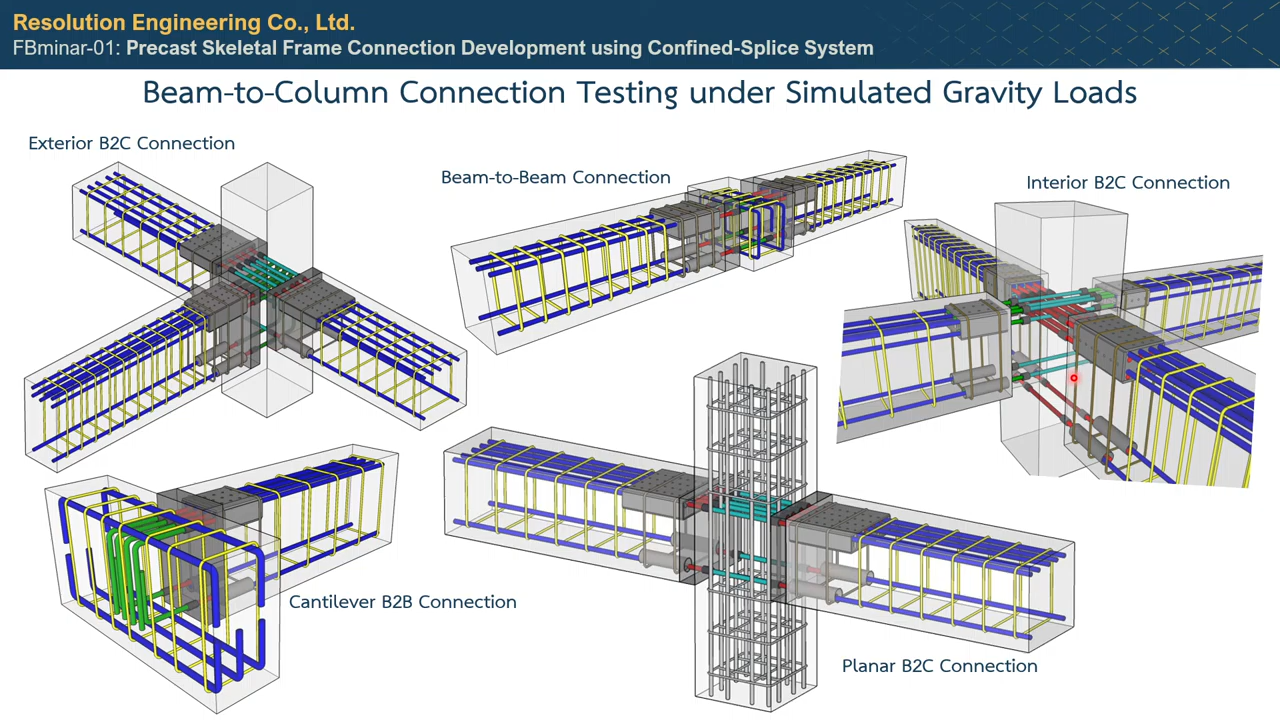 Resolution Engineering Co., Ltd.
FBminar-01: Precast Skeletal Frame Connection Development using Confined-Splice System
Beam-to-Column Connection Testing under Simulated Gravity Loads
Exterior B2C Connection
Beam-to-Beam Connection
Interior B2C Connection
Cantilever B2B Connection
Planar B2C Connection